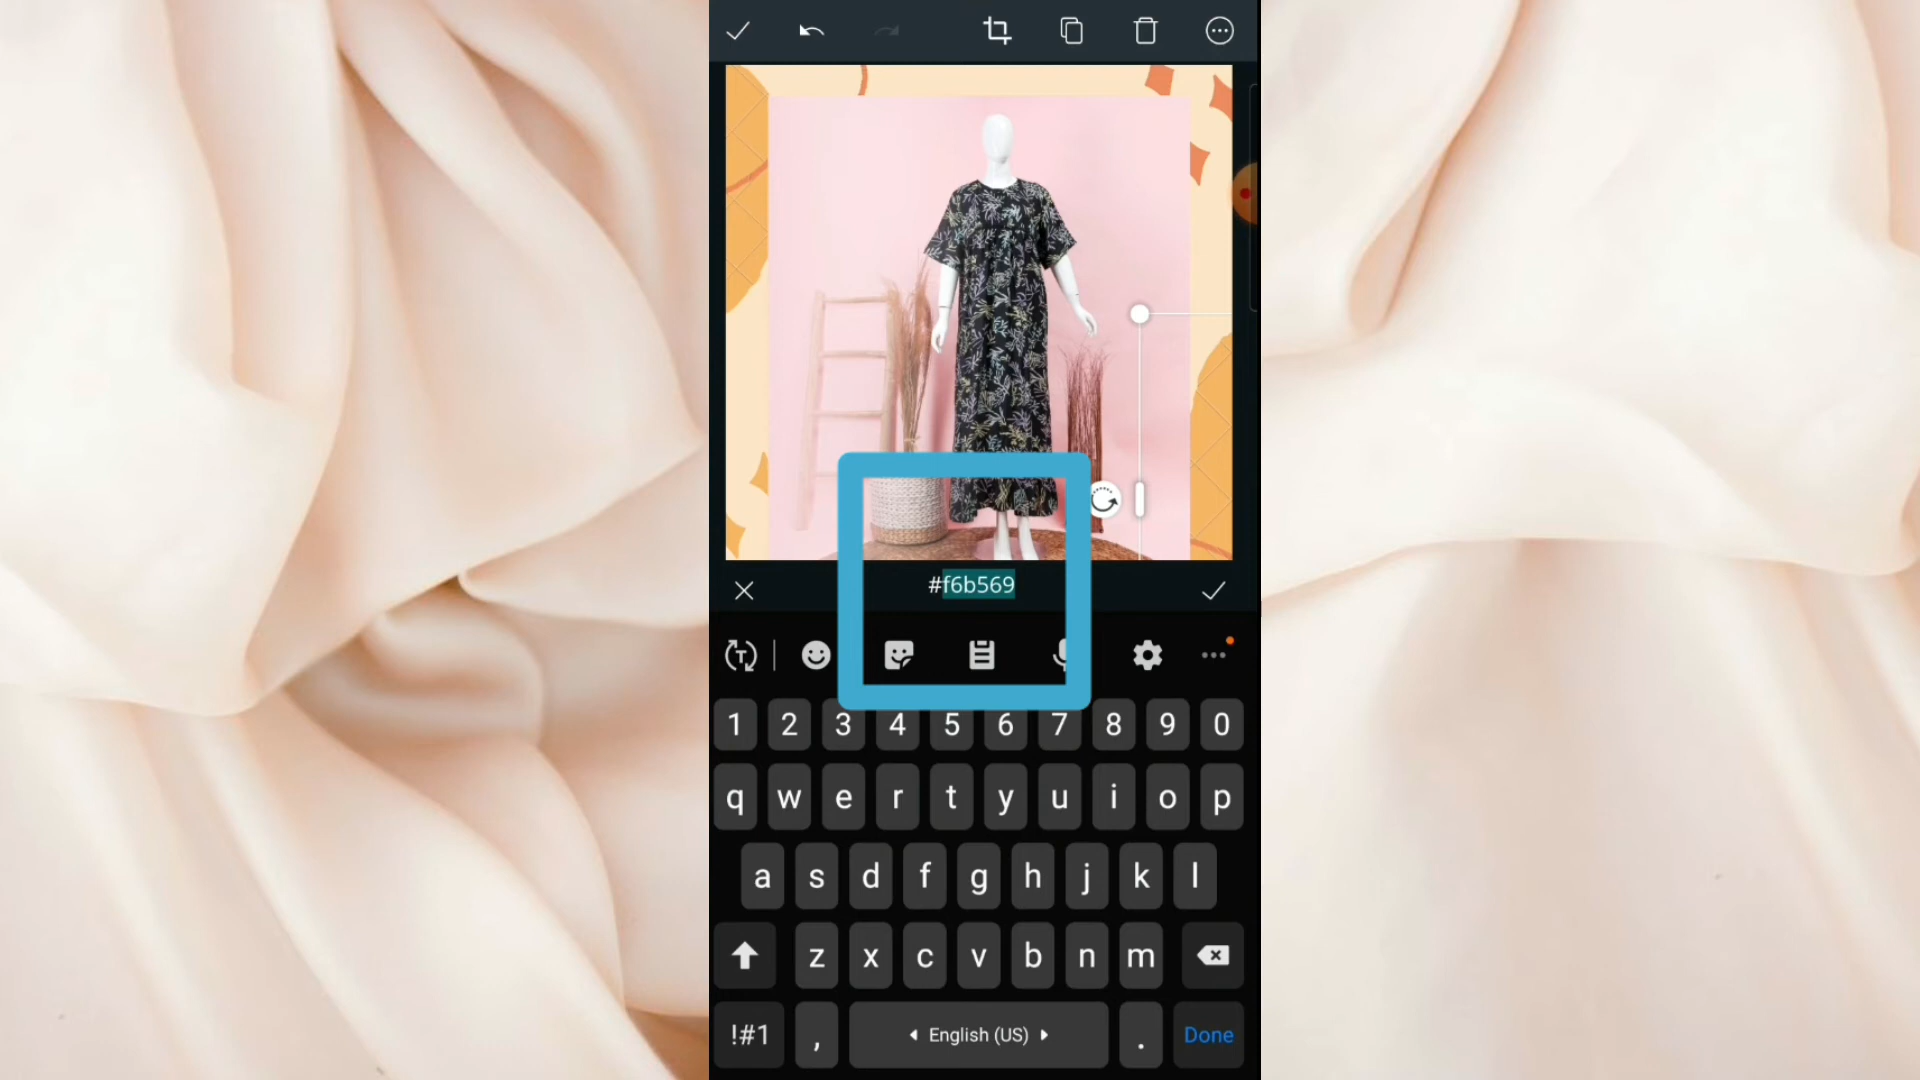 #f6b569
1 2 3 4 5 6 7 8 9 0
q w e r t y u i o p
a s d f g h j k l
z x c v b n m
!#1 , English (US) . Done